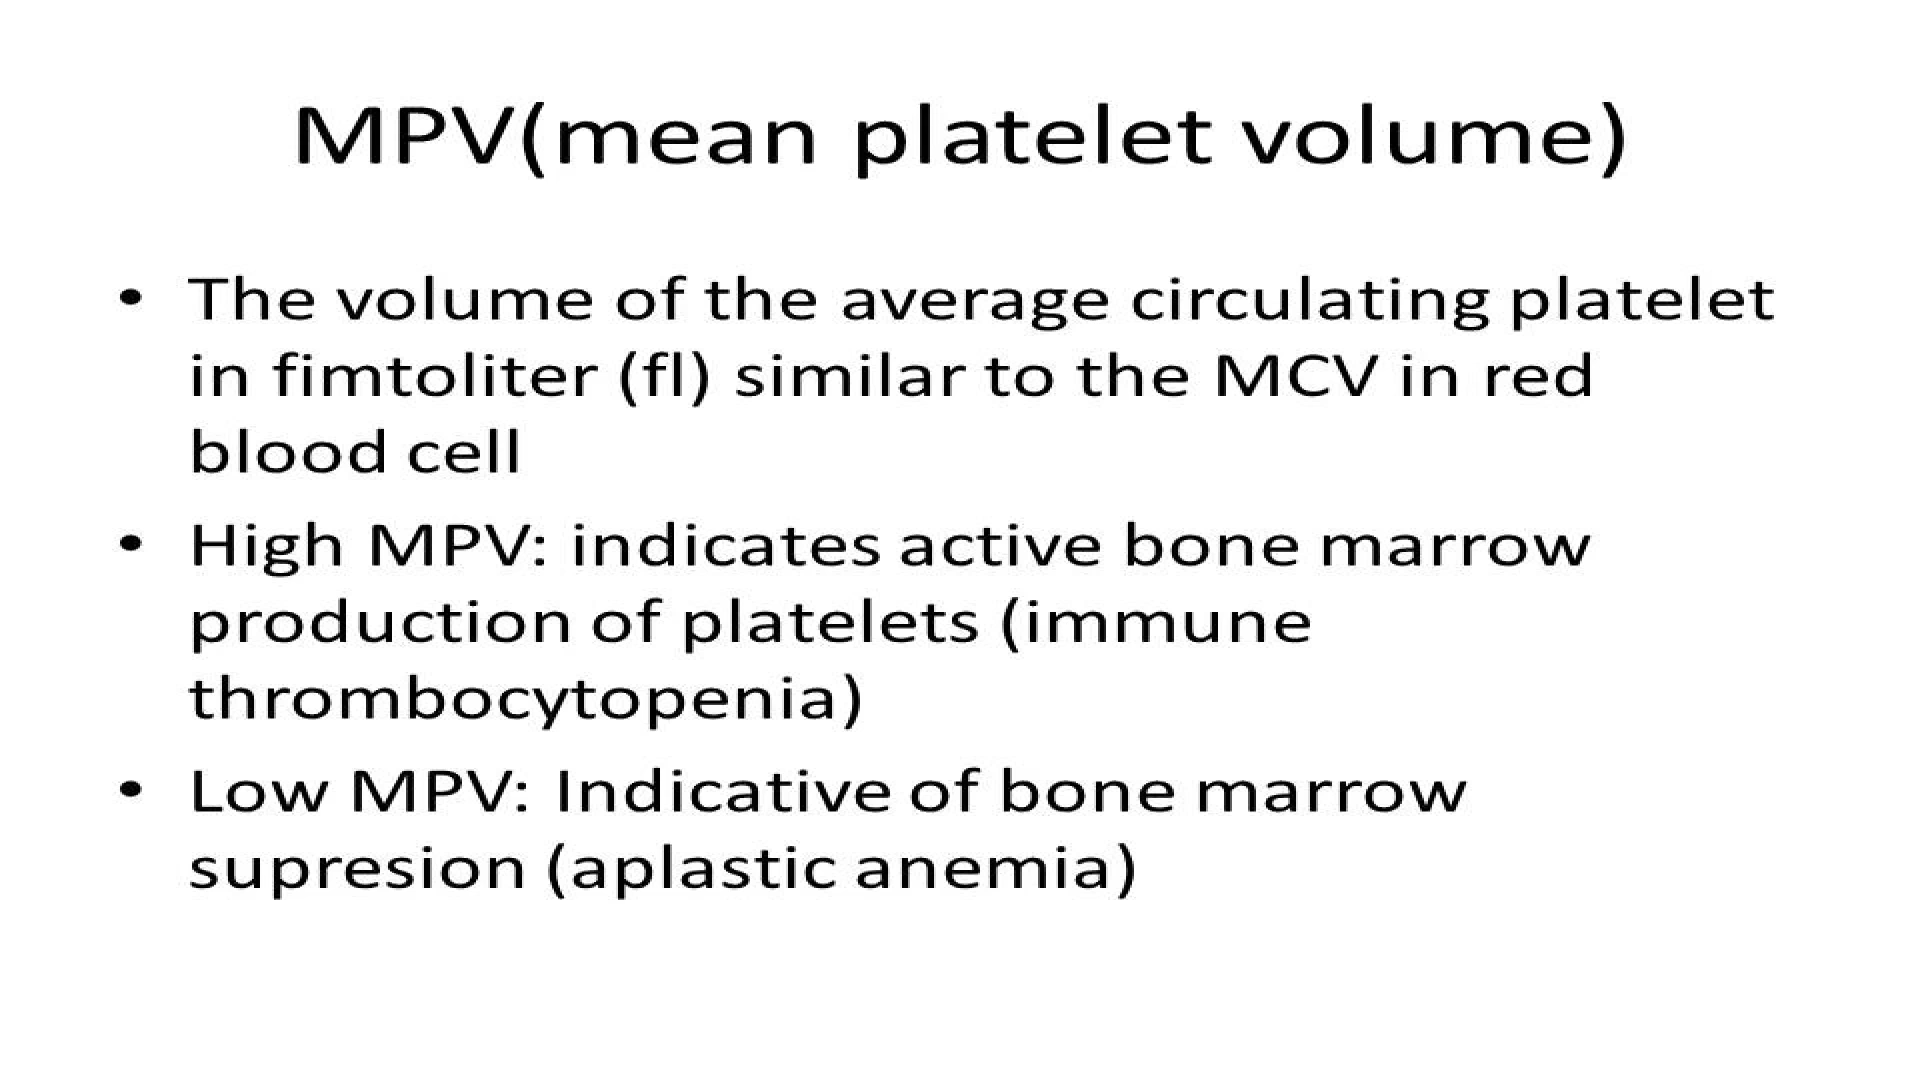 MPV(mean platelet volume)
• The volume of the average circulating platelet
in fimtoliter (fl) similar to the MCV in red
blood cell
• High MPV: indicates active bone marrow
production of platelets (immune
thrombocytopenia)
• Low MPV: Indicative of bone marrow
supresion (aplastic anemia)